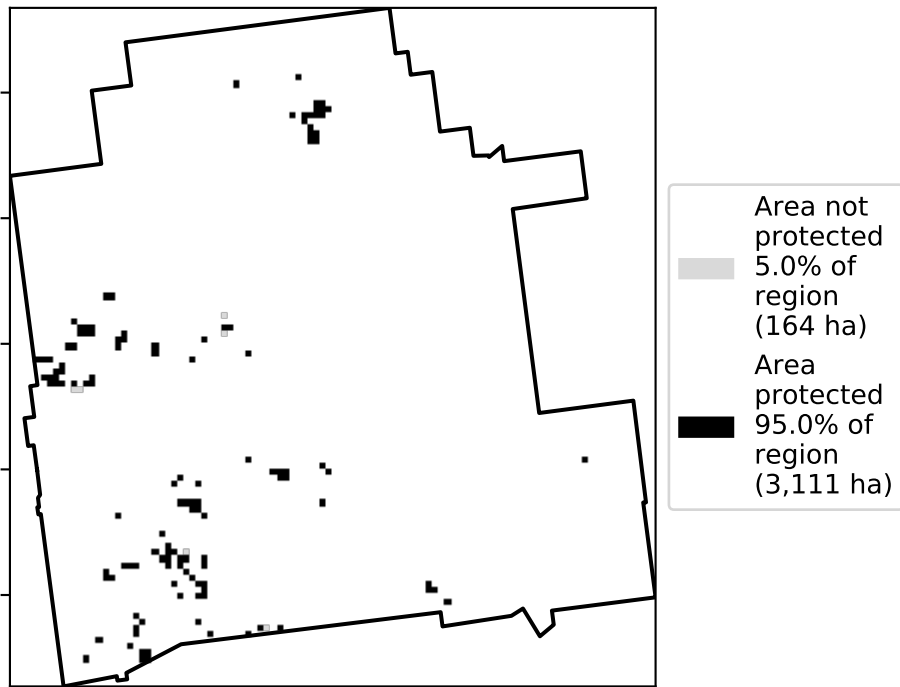 Area not
protected
5.0% of
region
(164 ha)
Area
protected
95.0% of
region
(3,111 ha)